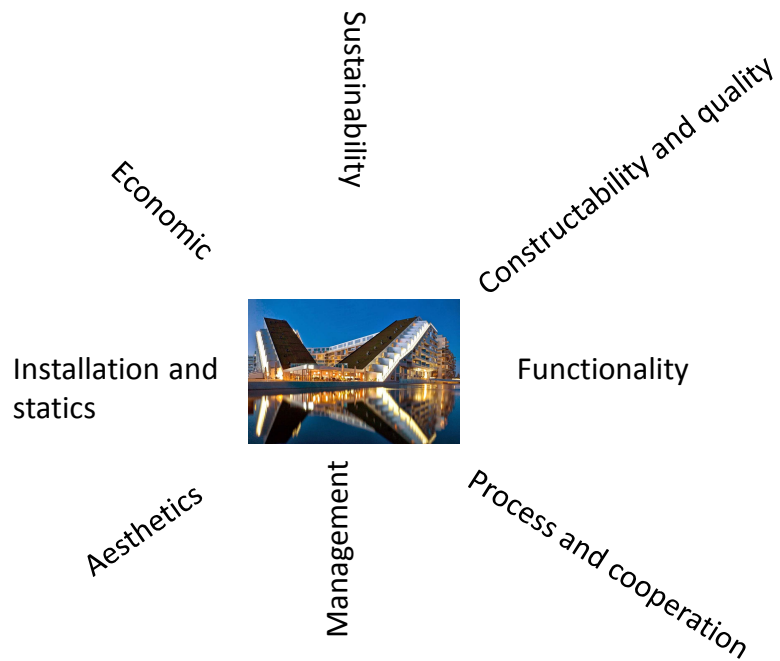 Sustainability
Constructability and quality
Economic
Installation and
statics
Functionality
Aesthetics
Management
Process and cooperation